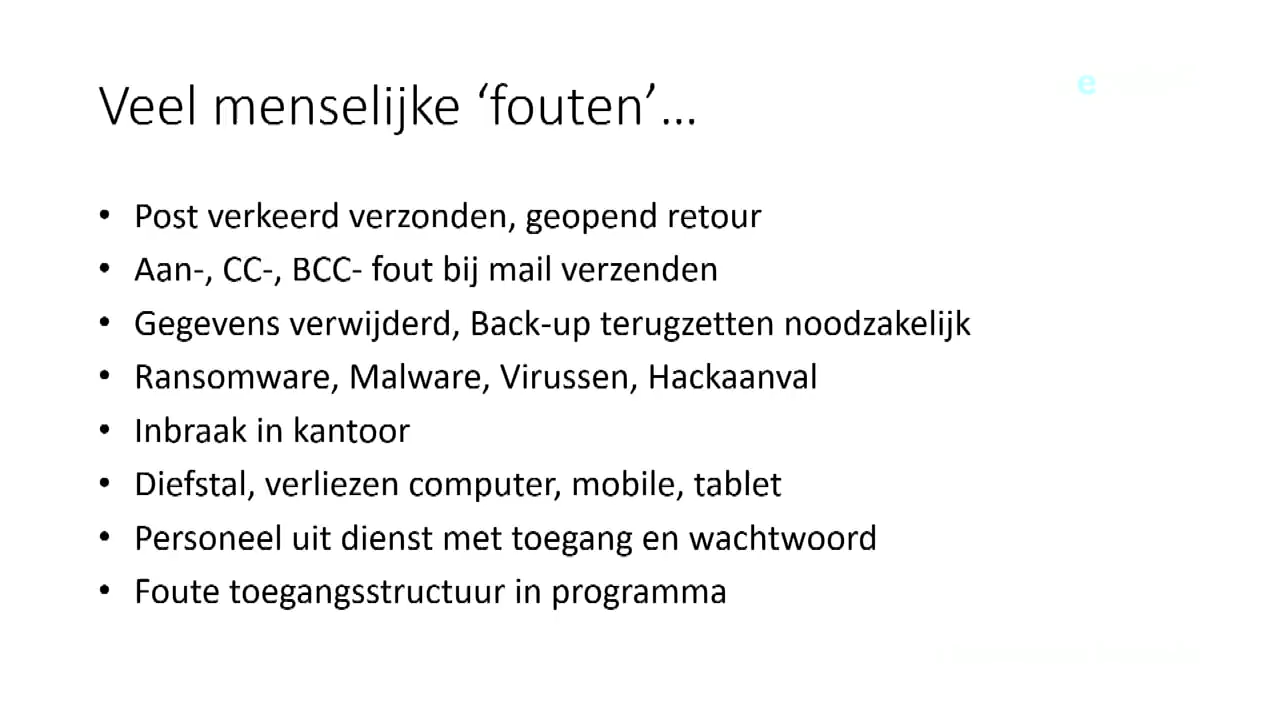 Veel menselijke ‘fouten’...
• Post verkeerd verzonden, geopend retour
• Aan-, CC-, BCC- fout bij mail verzenden
• Gegevens verwijderd, Back-up terugzetten noodzakelijk
• Ransomware, Malware, Virussen, Hackaanval
• Inbraak in kantoor
• Diefstal, verliezen computer, mobile, tablet
• Personeel uit dienst met toegang en wachtwoord
• Foute toegangsstructuur in programma